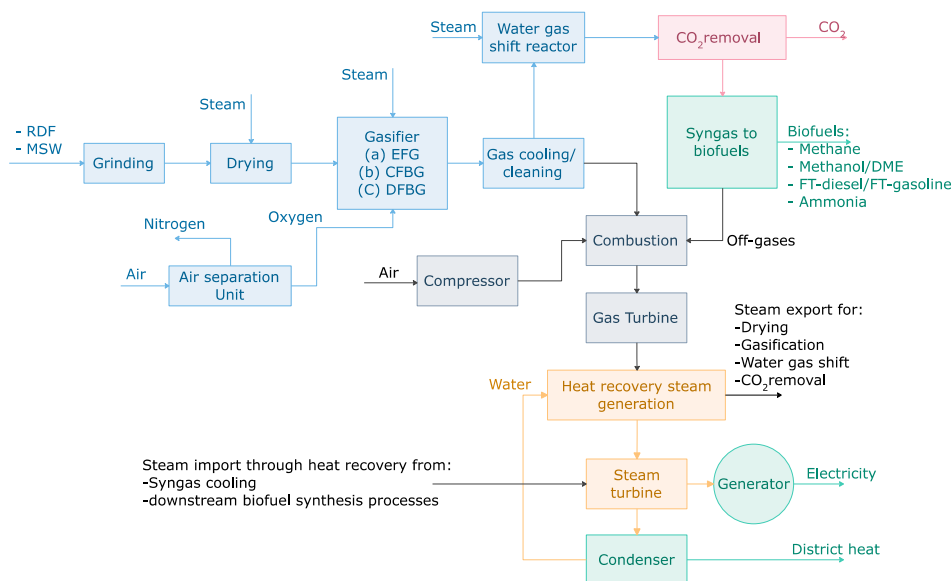 Steam
Water gas
shift reactor
CO₂removal
CO₂
Steam
Steam
- RDF
- MSW
Grinding
Drying
Gasifier
(a) EFG
(b) CFBG
(C) DFBG
Gas cooling/
cleaning
Syngas to
biofuels
Biofuels:
- Methane
- Methanol/DME
- FT-diesel/FT-gasoline
- Ammonia
Nitrogen
Oxygen
Air
Air separation
Unit
Air
Compressor
Combustion
Off-gases
Gas Turbine
Steam export for:
-Drying
-Gasification
-Water gas shift
-CO₂removal
Water
Heat recovery steam
generation
Steam import through heat recovery from:
-Syngas cooling
-downstream biofuel synthesis processes
Steam
turbine
Generator
Electricity
Condenser
District heat